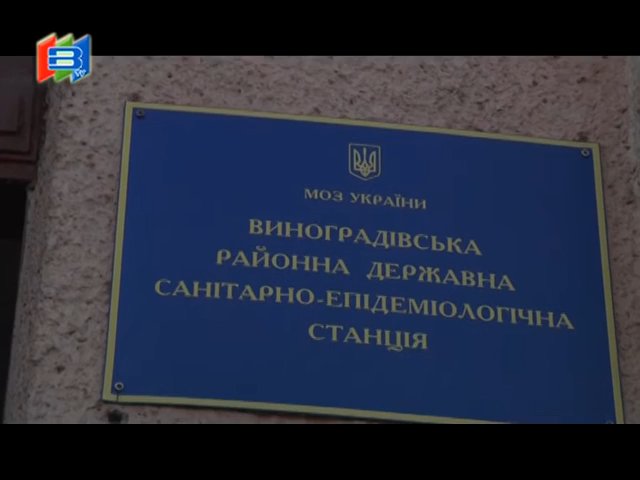 МОЗ УКРАЇНИ
ВИНОГРАДІВСЬКА
РАЙОННА ДЕРЖАВНА
САНІТАРНО-ЕПІДЕМІОЛОГІЧНА
СТАНЦІЯ